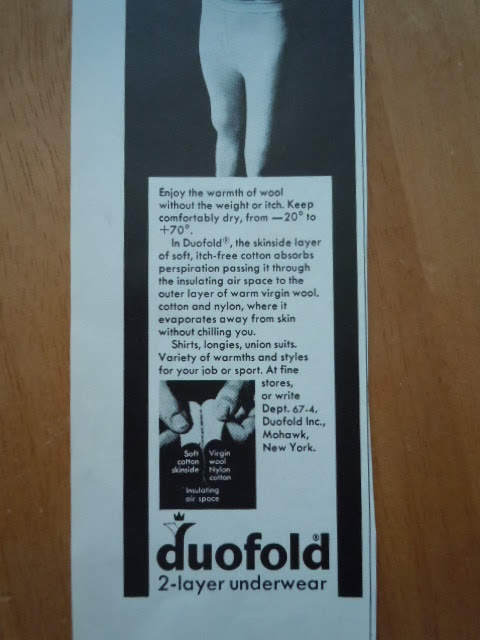 Enjoy the warmth of wool
without the weight or itch. Keep
comfortably dry, from —20° to
+70°.
In Duofold®, the skinside layer
of soft, itch-free cotton absorbs
perspiration passing it through
the insulating air space to the
outer layer of warm virgin wool,
cotton and nylon, where it
evaporates away from skin
without chilling you.
Shirts, longies, union suits.
Variety of warmths and styles
for your job or sport. At fine
stores,
or write
Dept. 67-4,
Duofold Inc.,
Mohawk,
New York.
Soft
cotton
skinside
Virgin
wool
Nylon
cotton
Insulating
air space
duofold®
2-layer underwear